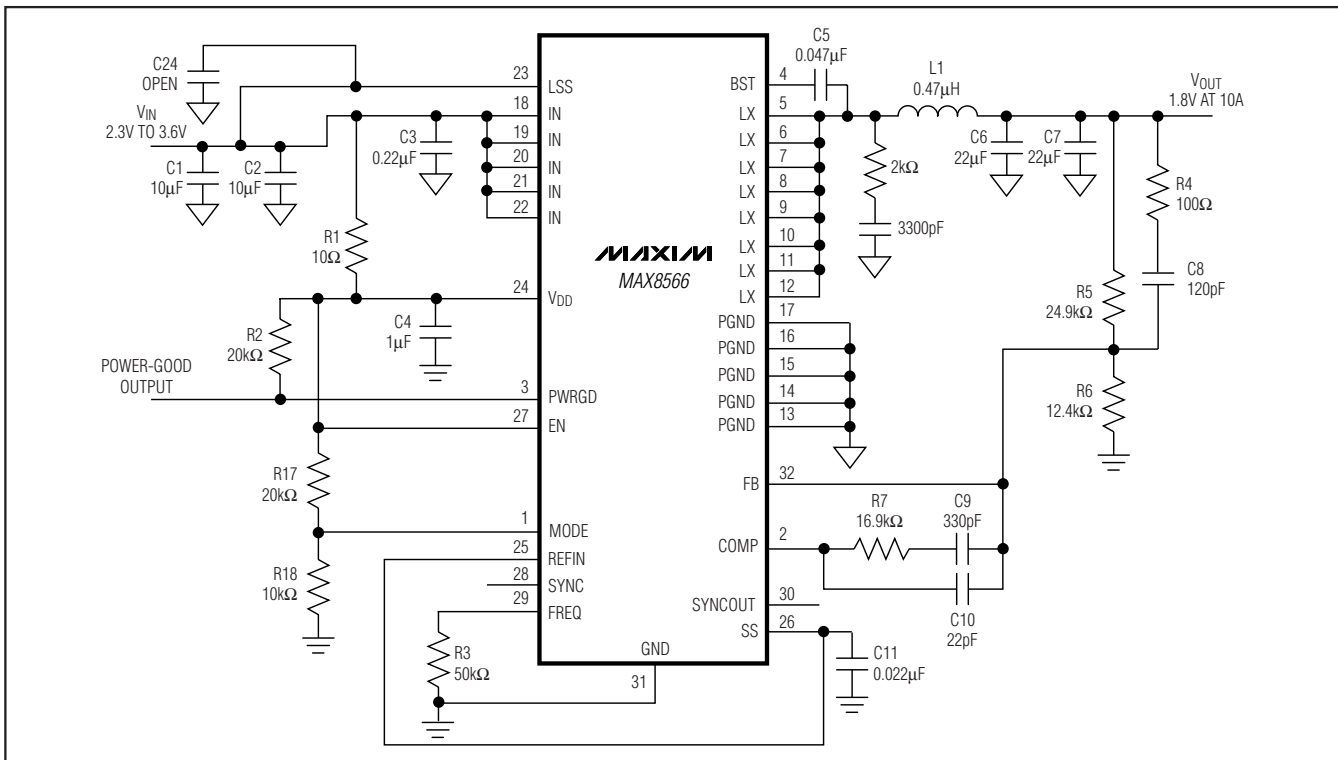 C24
OPEN
VIN
2.3V TO 3.6V
C1
10µF
C2
10µF
C3
0.22µF
R1
10Ω
C4
1µF
R2
20kΩ
POWER-GOOD
OUTPUT
R17
20kΩ
R18
10kΩ
R3
50kΩ
23
LSS
18
IN
19
IN
20
IN
21
IN
22
IN
24
VDD
3
PWRGD
27
EN
1
MODE
25
REFIN
28
SYNC
29
FREQ
GND
31
MAXIM
MAX8566
BST
4
LX
5
LX
6
LX
7
LX
8
LX
9
LX
10
LX
11
LX
12
PGND
17
PGND
16
PGND
15
PGND
14
PGND
13
FB
32
COMP
2
SYNCOUT
30
SS
26
C5
0.047µF
L1
0.47µH
VOUT
1.8V AT 10A
2kΩ
3300pF
C6
22µF
C7
22µF
R4
100Ω
C8
120pF
R5
24.9kΩ
R6
12.4kΩ
R7
16.9kΩ
C9
330pF
C10
22pF
C11
0.022µF